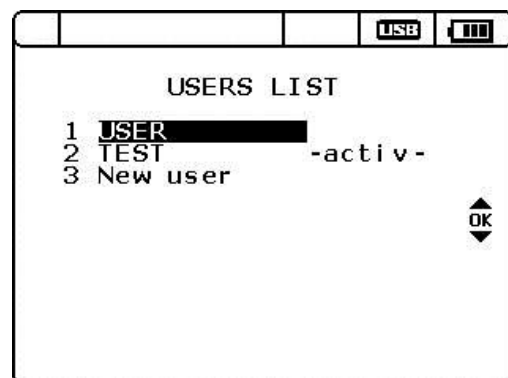 USB
USERS LIST
1 USER
2 TEST -activ-
3 New user
OK